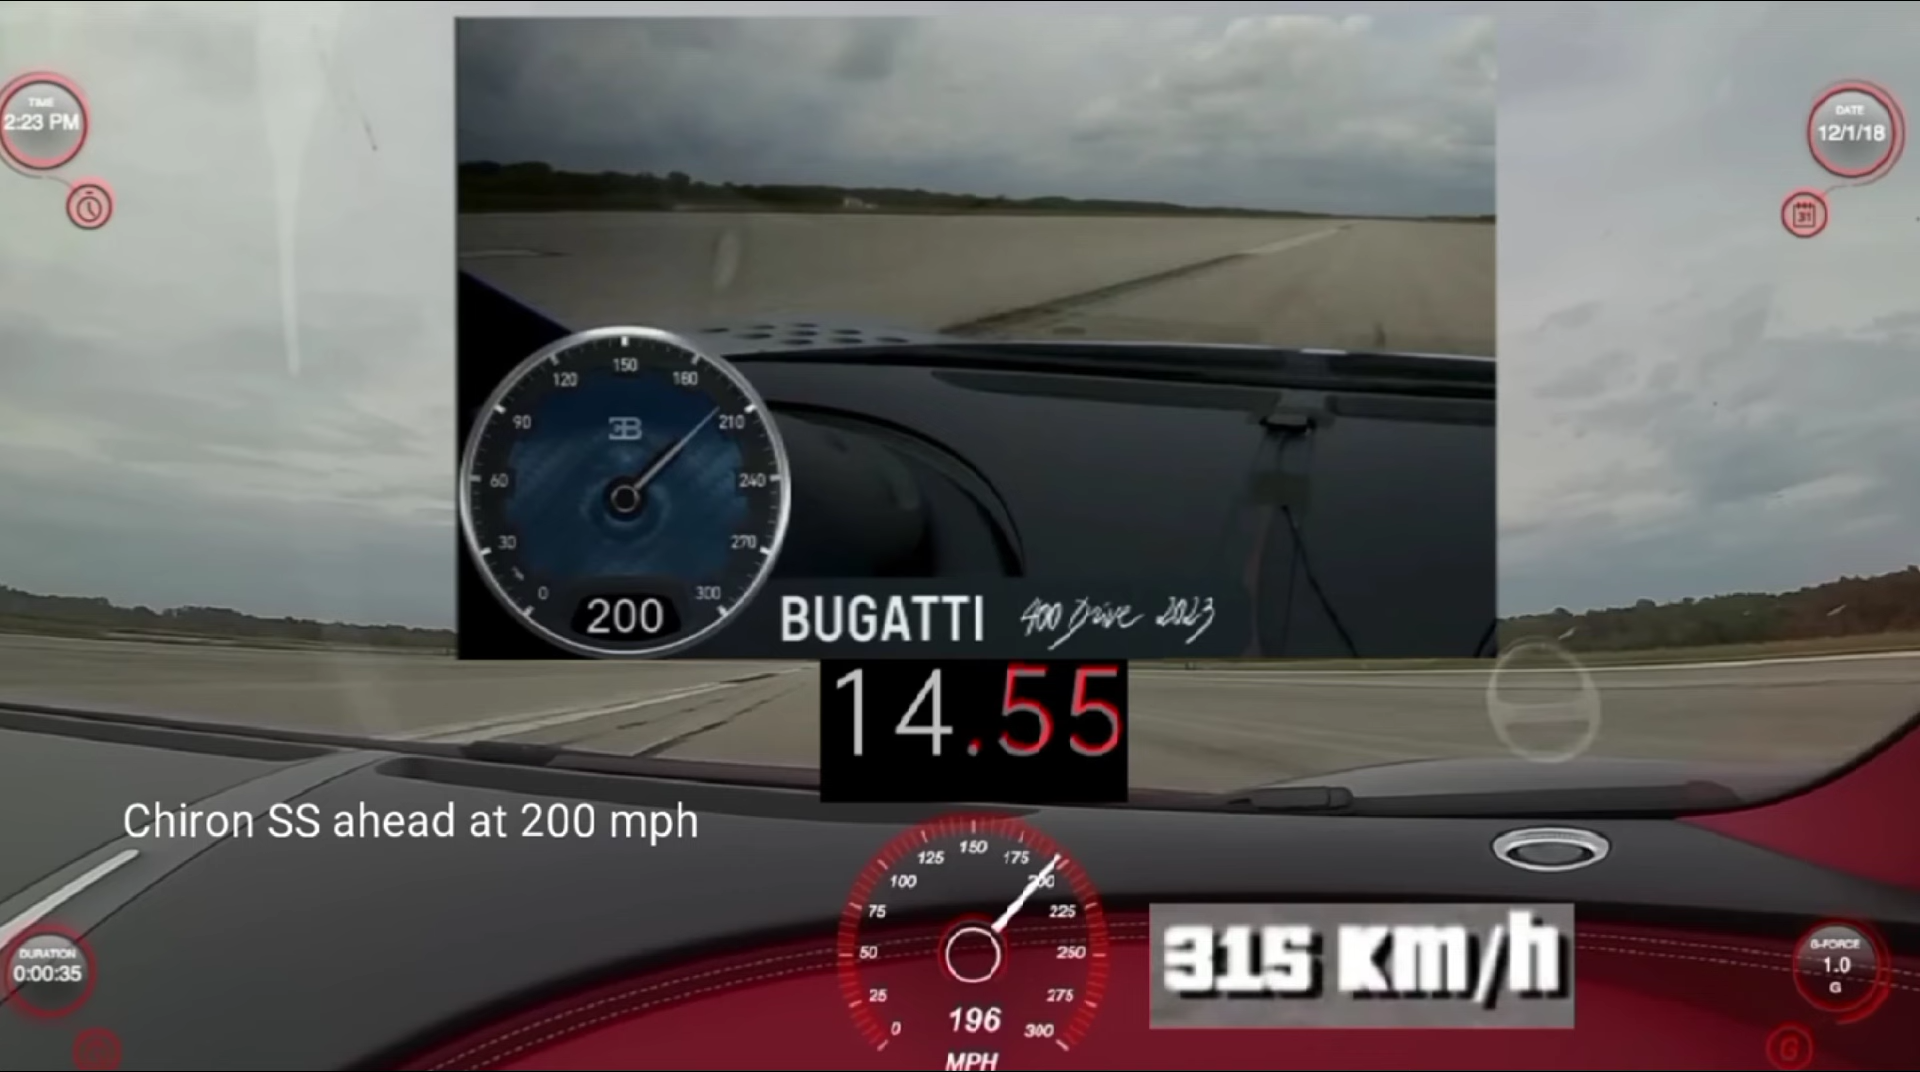 TIME
2:23 PM
DATE
12/1/18
31
0
30
60
90
120
150
180
210
240
270
300
200
BUGATTI 400 Drive 2023
14.55
Chiron SS ahead at 200 mph
0
25
50
75
100
125
150
175
200
225
250
275
300
196
MPH
315 KM/h
DURATION
0:00:35
G-FORCE
1.0
G
G